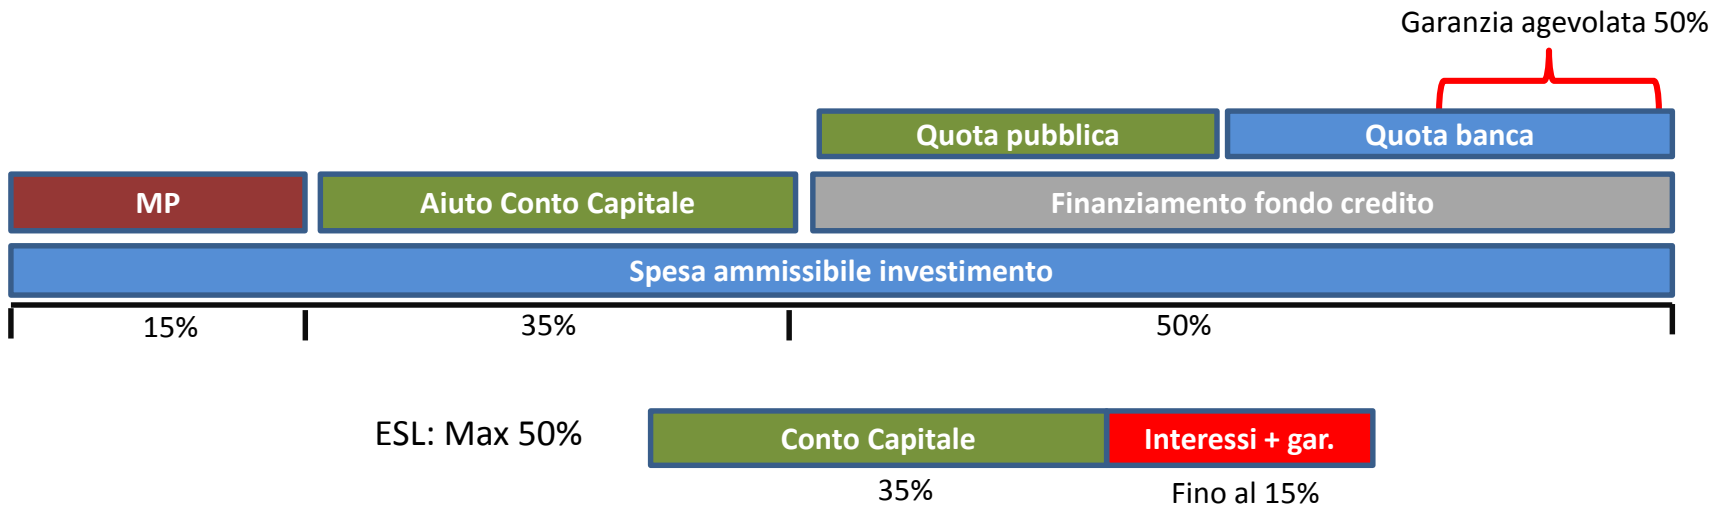 Garanzia agevolata 50%
Quota pubblica
Quota banca
MP
Aiuto Conto Capitale
Finanziamento fondo credito
Spesa ammissibile investimento
15%
35%
50%
ESL: Max 50%
Conto Capitale
Interessi + gar.
35%
Fino al 15%